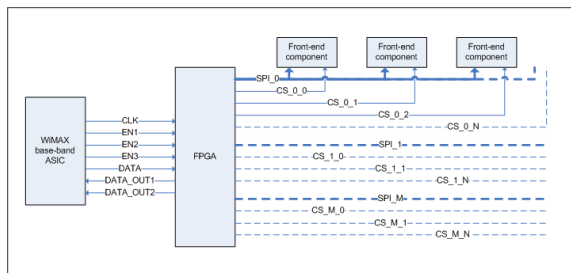 Front-end
component
Front-end
component
Front-end
component
SPI_0
CS_0_0
CS_0_1
CS_0_2
CS_0_N
WiMAX
base-band
ASIC
CLK
EN1
EN2
EN3
DATA
DATA_OUT1
DATA_OUT2
FPGA
SPI_1
CS_1_0
CS_1_1
CS_1_N
SPI_M
CS_M_0
CS_M_1
CS_M_N